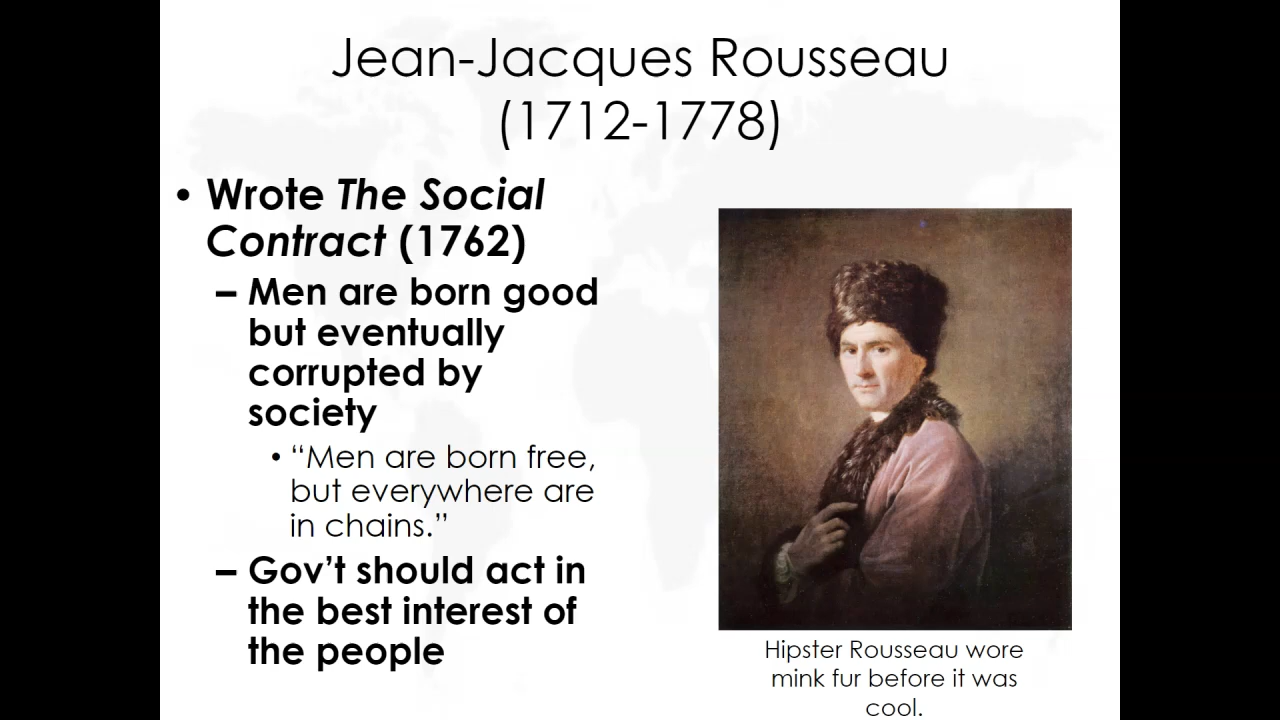 Jean-Jacques Rousseau
(1712-1778)
• Wrote The Social
Contract (1762)
– Men are born good
but eventually
corrupted by
society
• “Men are born free,
but everywhere are
in chains.”
– Gov’t should act in
the best interest of
the people
Hipster Rousseau wore
mink fur before it was
cool.